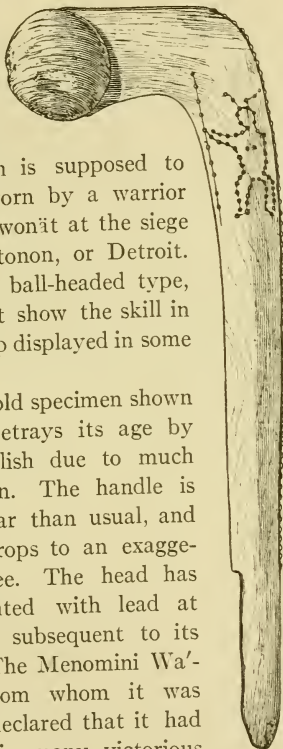 n is supposed to
orn by a warrior
won'ät at the siege
tonon, or Detroit.
ball-headed type,
t show the skill in
o displayed in some
old specimen shown
etrays its age by
lish due to much
n. The handle is
ar than usual, and
rops to an exagge-
ee. The head has
nted with lead at
subsequent to its
The Menomini Wa'-
om whom it was
eclared that it had
victorious